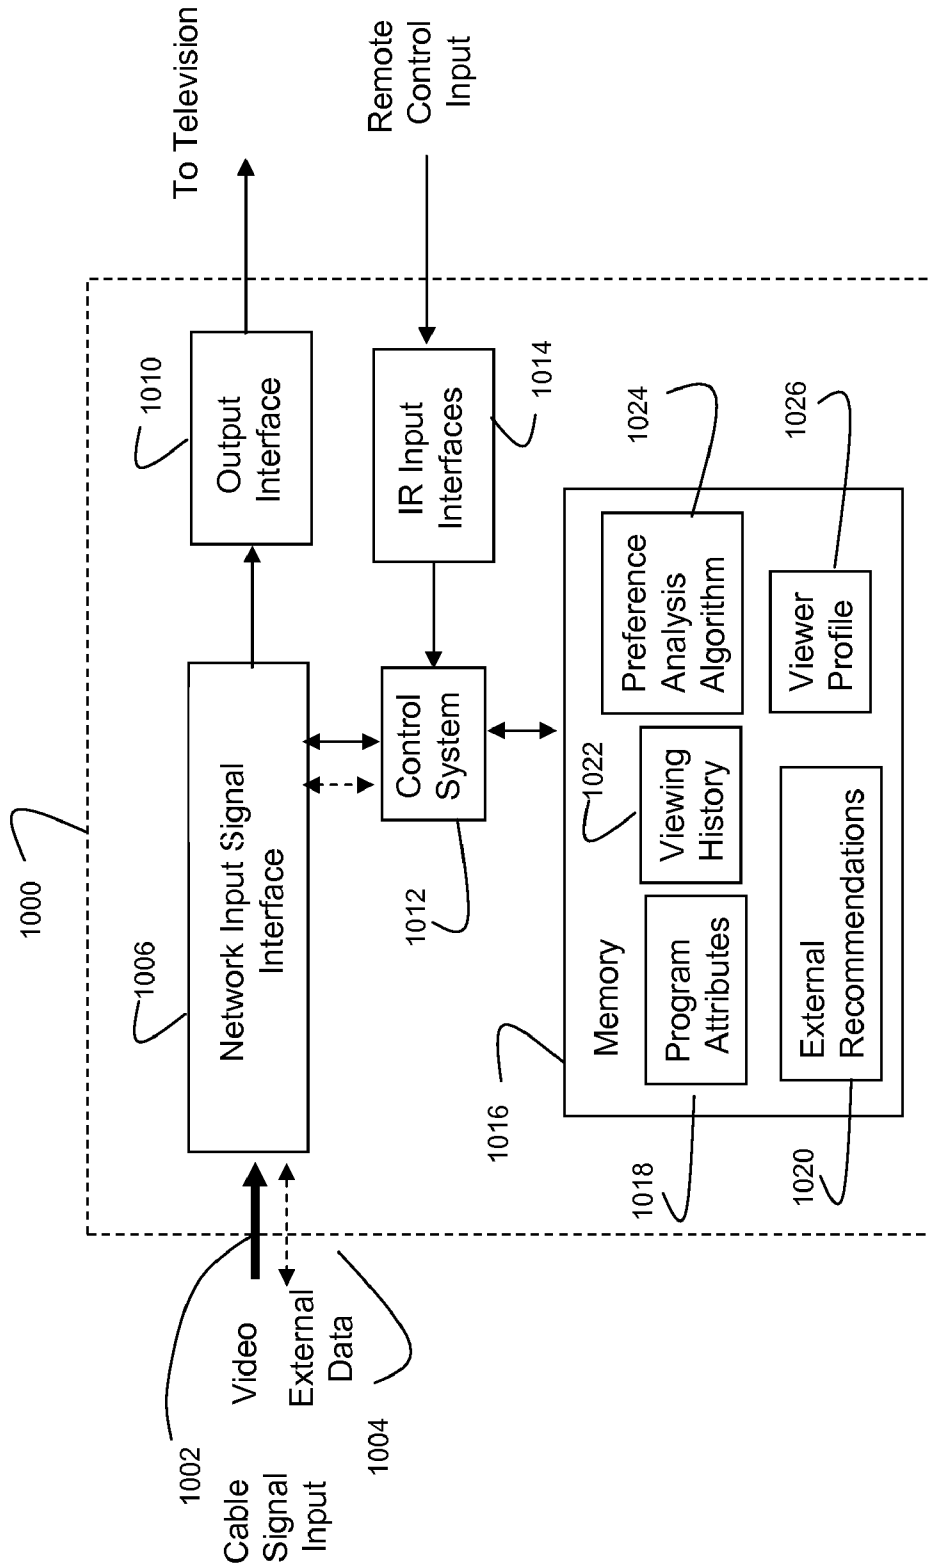 1000
To Television
1010
Output
Interface
1006
Network Input Signal
Interface
Video
External
Data
1002
Cable
Signal
Input
1004
Remote
Control
Input
IR Input
Interfaces
1014
Control
System
1012
1016
Memory
1022
1024
Preference
Analysis
Algorithm
Viewing
History
Program
Attributes
1018
1026
Viewer
Profile
External
Recommendations
1020